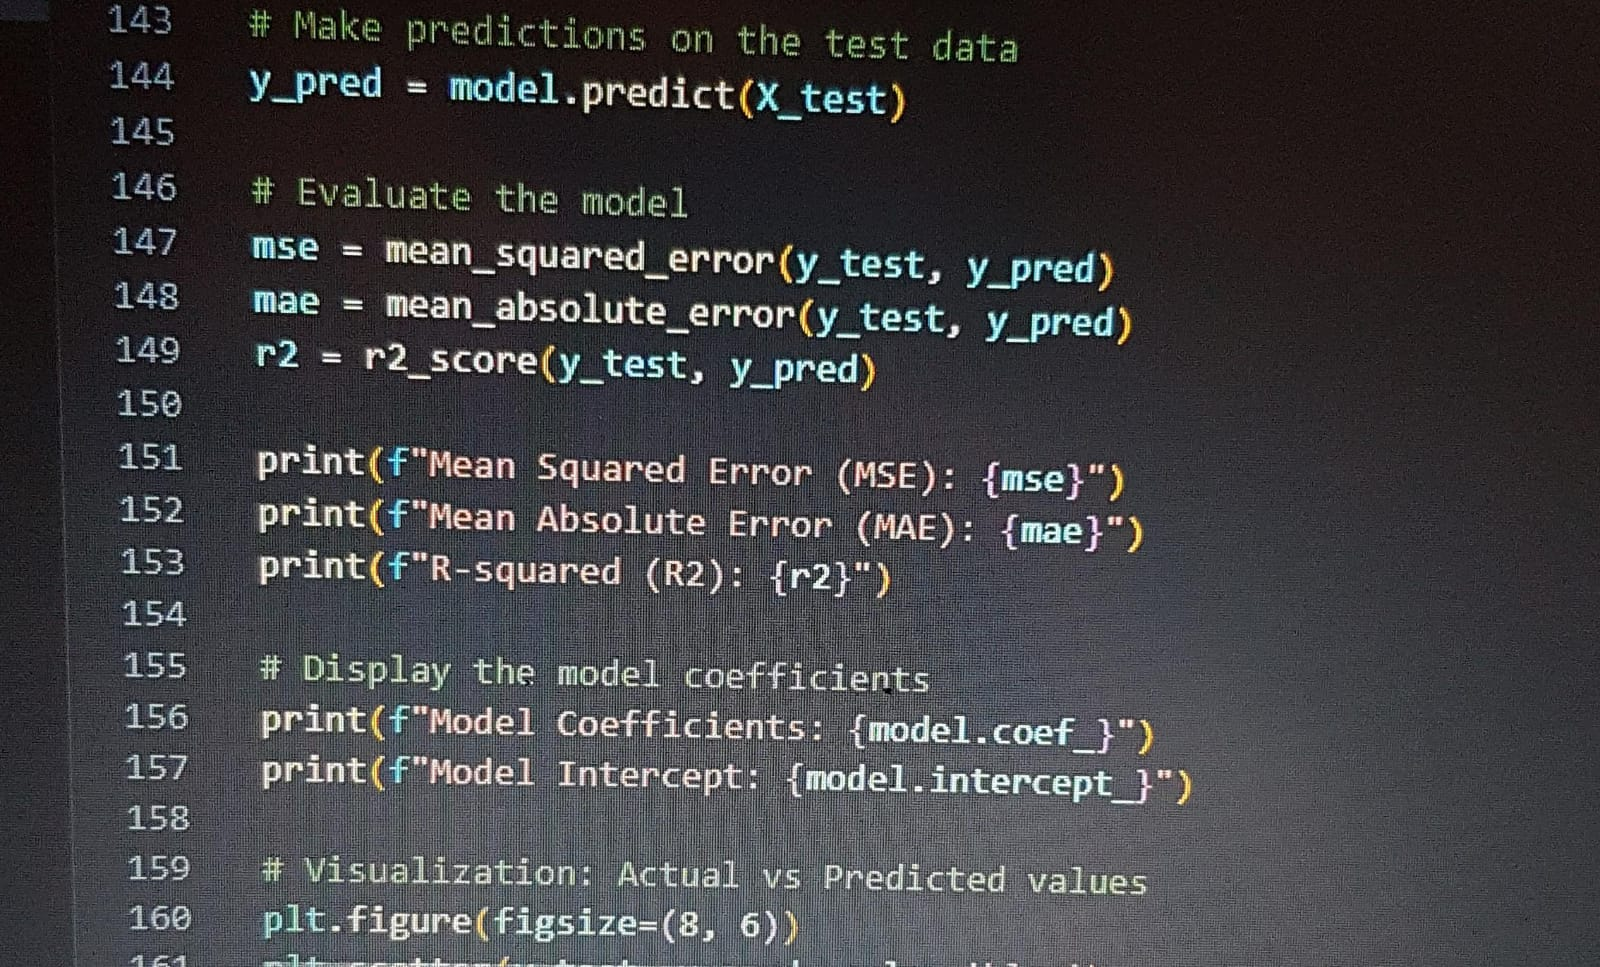 143 # Make predictions on the test data
144 y_pred = model.predict(X_test)
145
146 # Evaluate the model
147 mse = mean_squared_error(y_test, y_pred)
148 mae = mean_absolute_error(y_test, y_pred)
149 r2 = r2_score(y_test, y_pred)
150
151 print(f"Mean Squared Error (MSE): {mse}")
152 print(f"Mean Absolute Error (MAE): {mae}")
153 print(f"R-squared (R2): {r2}")
154
155 # Display the model coefficients
156 print(f"Model Coefficients: {model.coef_}")
157 print(f"Model Intercept: {model.intercept_}")
158
159 # Visualization: Actual vs Predicted values
160 plt.figure(figsize=(8, 6))
161